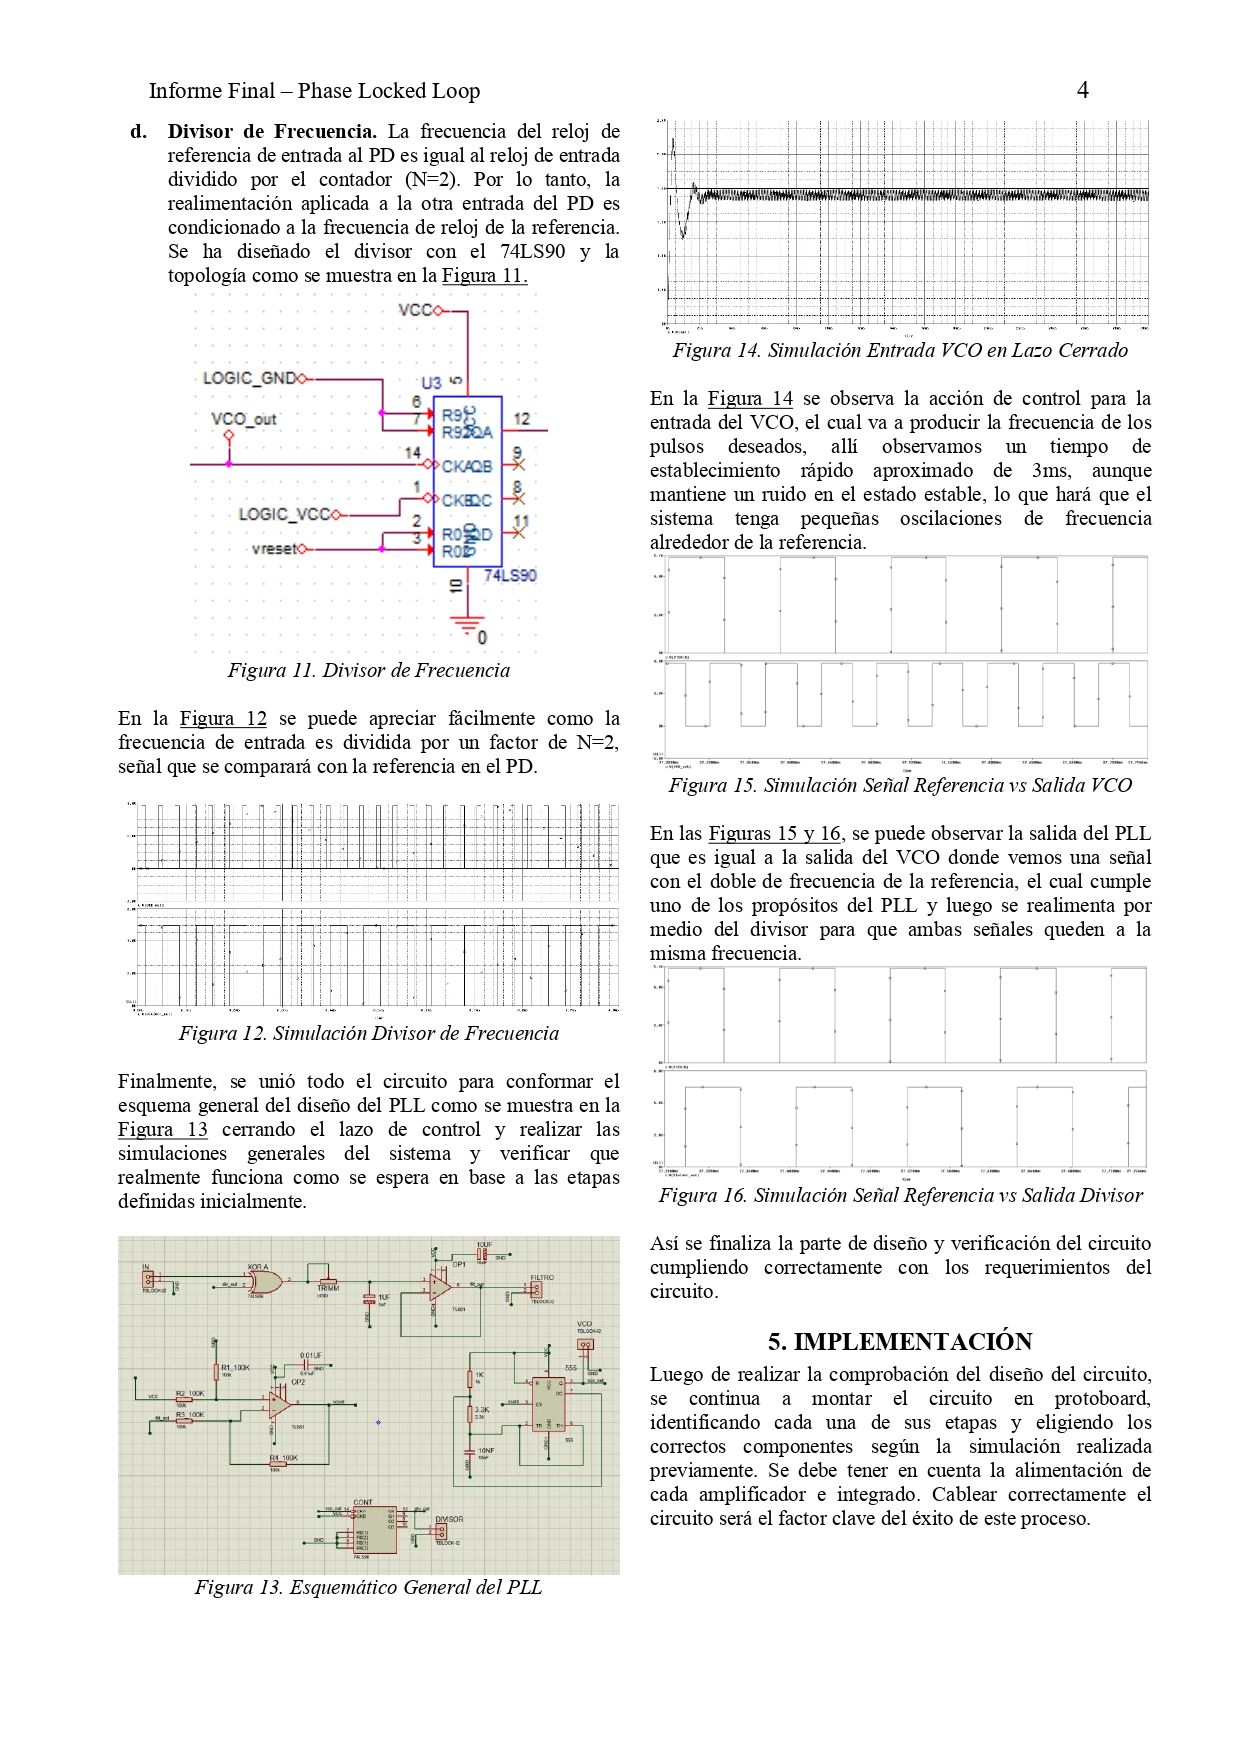 Informe Final – Phase Locked Loop
4
d. Divisor de Frecuencia. La frecuencia del reloj de
referencia de entrada al PD es igual al reloj de entrada
dividido por el contador (N=2). Por lo tanto, la
realimentación aplicada a la otra entrada del PD es
condicionado a la frecuencia de reloj de la referencia.
Se ha diseñado el divisor con el 74LS90 y la
topología como se muestra en la Figura 11.
VCC
LOGIC_GND
U3
5
VCO_out
6
7
R91
R92
QA
12
14
CKA
QB
9
1
CKB
QC
8
LOGIC_VCC
2
3
R01
R02
QD
11
vreset
74LS90
10
0
Figura 11. Divisor de Frecuencia
En la Figura 12 se puede apreciar fácilmente como la
frecuencia de entrada es dividida por un factor de N=2,
señal que se comparará con la referencia en el PD.
Figura 12. Simulación Divisor de Frecuencia
Finalmente, se unió todo el circuito para conformar el
esquema general del diseño del PLL como se muestra en la
Figura 13 cerrando el lazo de control y realizar las
simulaciones generales del sistema y verificar que
realmente funciona como se espera en base a las etapas
definidas inicialmente.
IN
TBLOCK-I2
GND
XOR A
TRIMM
1UF
GND
VCC
10UF
GND
OP1
TL081
FILTRO
TBLOCK-I2
GND
VCO
TBLOCK-I2
R1_100K
100k
0.01UF
OP2
TL081
VCC
R2_100K
100k
R3_100K
100k
R4_100K
100k
1K
3.3K
10NF
GND
555
CONT
74LS90
GND
DIVISOR
TBLOCK-I2
Figura 13. Esquemático General del PLL
Figura 14. Simulación Entrada VCO en Lazo Cerrado
En la Figura 14 se observa la acción de control para la
entrada del VCO, el cual va a producir la frecuencia de los
pulsos deseados, allí observamos un tiempo de
establecimiento rápido aproximado de 3ms, aunque
mantiene un ruido en el estado estable, lo que hará que el
sistema tenga pequeñas oscilaciones de frecuencia
alrededor de la referencia.
Figura 15. Simulación Señal Referencia vs Salida VCO
En las Figuras 15 y 16, se puede observar la salida del PLL
que es igual a la salida del VCO donde vemos una señal
con el doble de frecuencia de la referencia, el cual cumple
uno de los propósitos del PLL y luego se realimenta por
medio del divisor para que ambas señales queden a la
misma frecuencia.
Figura 16. Simulación Señal Referencia vs Salida Divisor
Así se finaliza la parte de diseño y verificación del circuito
cumpliendo correctamente con los requerimientos del
circuito.
5. IMPLEMENTACIÓN
Luego de realizar la comprobación del diseño del circuito,
se continua a montar el circuito en protoboard,
identificando cada una de sus etapas y eligiendo los
correctos componentes según la simulación realizada
previamente. Se debe tener en cuenta la alimentación de
cada amplificador e integrado. Cablear correctamente el
circuito será el factor clave del éxito de este proceso.